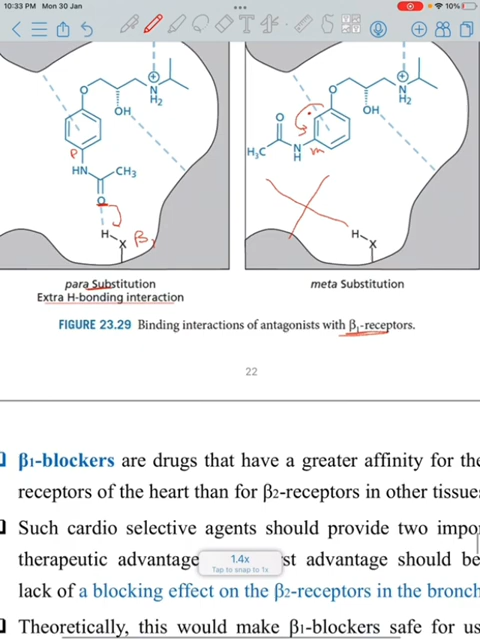 10:33 PM Mon 30 Jan
10%
O
OH
N
H2
P
HN
CH3
O
H
X
β1
O
OH
N
H2
O
H3C
N
H
m
H
X
para Substitution
Extra H-bonding interaction
meta Substitution
FIGURE 23.29 Binding interactions of antagonists with β1-receptors.
22
β1-blockers are drugs that have a greater affinity for the
receptors of the heart than for β2-receptors in other tissue
Such cardio selective agents should provide two impo
therapeutic advantage
st advantage should be
1.4x
Tap to snap to 1x
lack of a blocking effect on the β2-receptors in the bronch
Theoretically, this would make β1-blockers safe for us